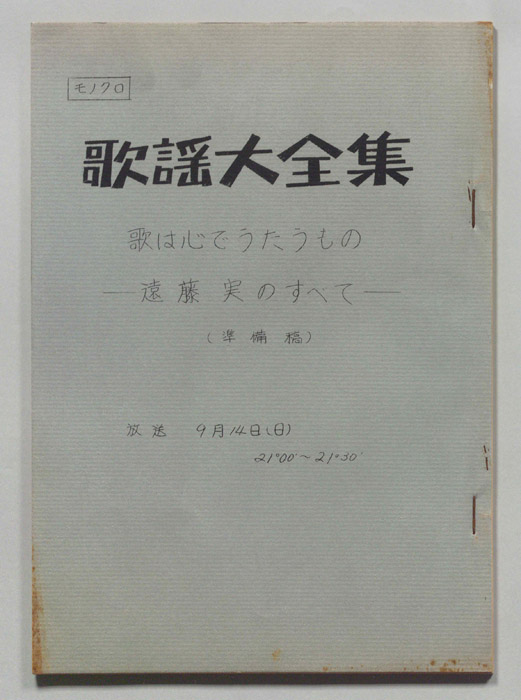 モノクロ
歌謡大全集
歌は心でうたうもの
―遠藤実のすべて―
(準備稿)
放送 9月14日(日)
21°00'～21°30'